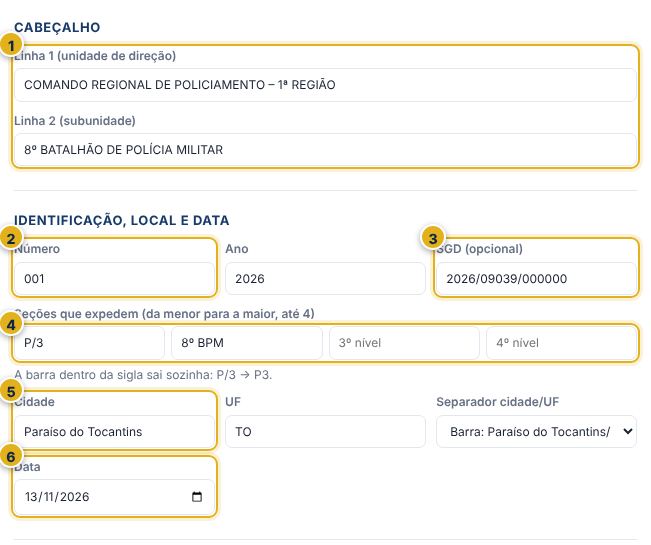 CABEÇALHO
1
Linha 1 (unidade de direção)
COMANDO REGIONAL DE POLICIAMENTO – 1ª REGIÃO
Linha 2 (subunidade)
8º BATALHÃO DE POLÍCIA MILITAR
IDENTIFICAÇÃO, LOCAL E DATA
2 3
Número Ano SGD (opcional)
001 2026 2026/09039/000000
Seções que expedem (da menor para a maior, até 4)
4
P/3 8º BPM 3º nível 4º nível
A barra dentro da sigla sai sozinha: P/3 → P3.
5
Cidade UF Separador cidade/UF
Paraíso do Tocantins TO Barra: Paraíso do Tocantins/
6
Data
13/11/2026